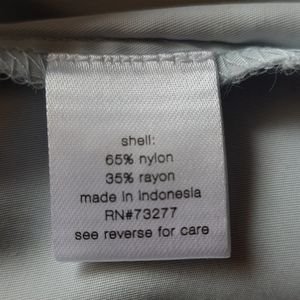 shell:
65% nylon
35% rayon
made in indonesia
RN#73277
see reverse for care